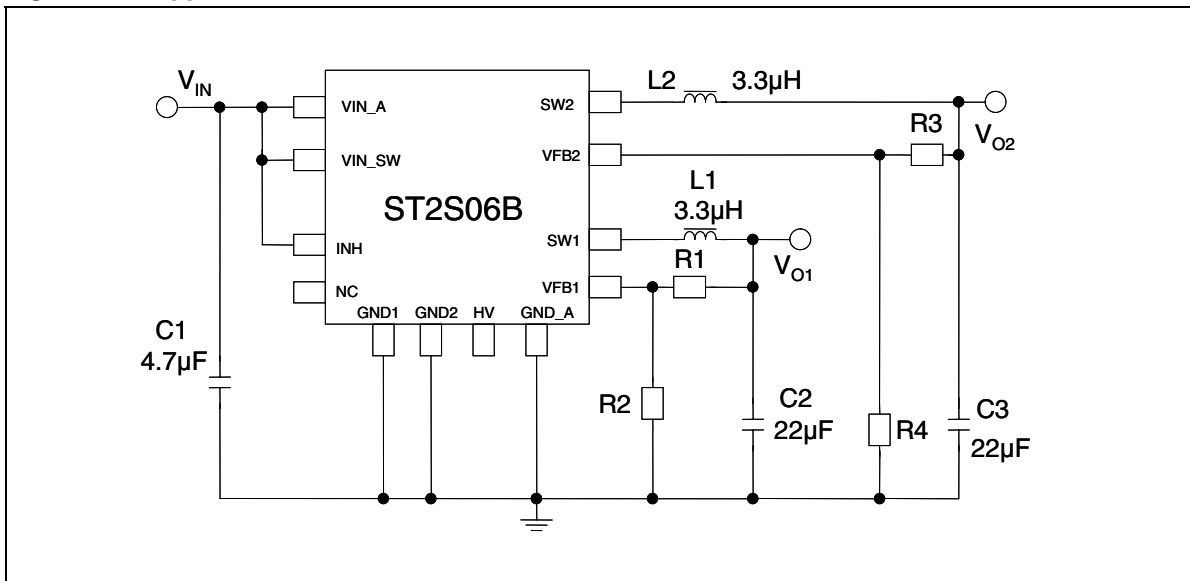 V_IN
VIN_A
VIN_SW
INH
NC
ST2S06B
SW2
VFB2
SW1
VFB1
GND1 GND2 HV GND_A
L2 3.3µH
R3
V_O2
L1
3.3µH
R1
V_O1
C1
4.7µF
R2
C2
22µF
R4
C3
22µF